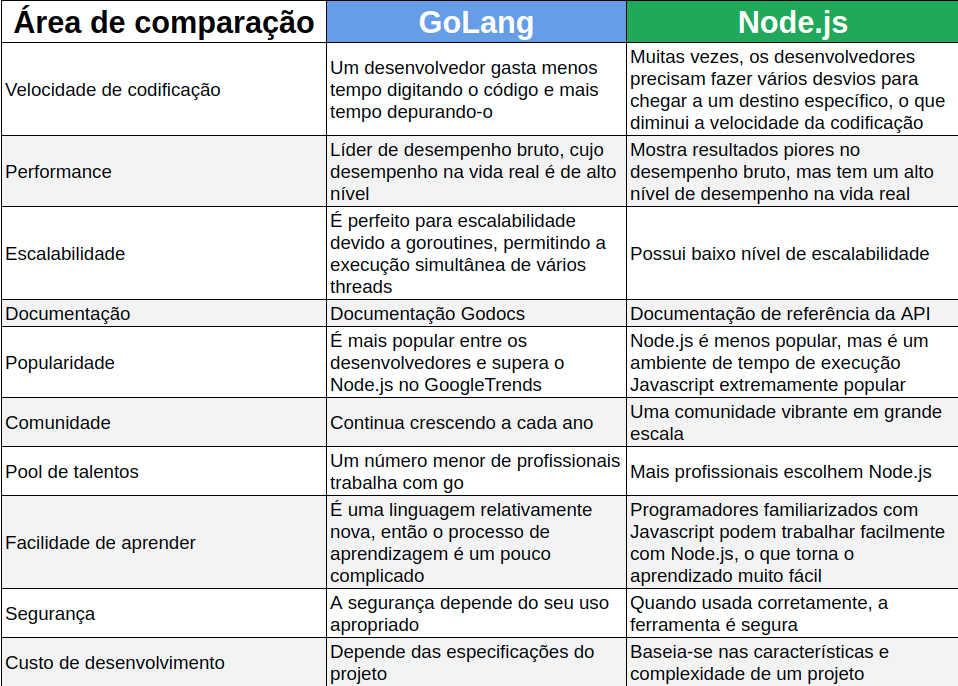 Área de comparação
GoLang
Node.js
Velocidade de codificação
Um desenvolvedor gasta menos
tempo digitando o código e mais
tempo depurando-o
Muitas vezes, os desenvolvedores
precisam fazer vários desvios para
chegar a um destino específico, o que
diminui a velocidade da codificação
Performance
Líder de desempenho bruto, cujo
desempenho na vida real é de alto
nível
Mostra resultados piores no
desempenho bruto, mas tem um alto
nível de desempenho na vida real
Escalabilidade
É perfeito para escalabilidade
devido a goroutines, permitindo a
execução simultânea de vários
threads
Possui baixo nível de escalabilidade
Documentação
Documentação Godocs
Documentação de referência da API
Popularidade
É mais popular entre os
desenvolvedores e supera o
Node.js no GoogleTrends
Node.js é menos popular, mas é um
ambiente de tempo de execução
Javascript extremamente popular
Comunidade
Continua crescendo a cada ano
Uma comunidade vibrante em grande
escala
Pool de talentos
Um número menor de profissionais
trabalha com go
Mais profissionais escolhem Node.js
Facilidade de aprender
É uma linguagem relativamente
nova, então o processo de
aprendizagem é um pouco
complicado
Programadores familiarizados com
Javascript podem trabalhar facilmente
com Node.js, o que torna o
aprendizado muito fácil
Segurança
A segurança depende do seu uso
apropriado
Quando usada corretamente, a
ferramenta é segura
Custo de desenvolvimento
Depende das especificações do
projeto
Baseia-se nas características e
complexidade de um projeto